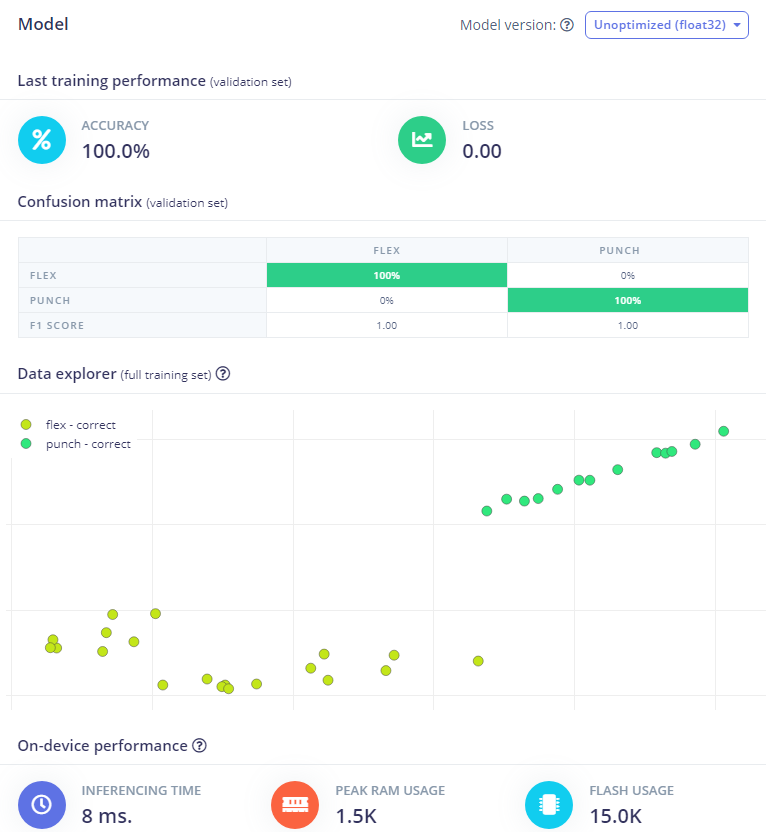 Model
Model version: Unoptimized (float32)
Last training performance (validation set)
% ACCURACY
100.0%
LOSS
0.00
Confusion matrix (validation set)
FLEX PUNCH
FLEX 100% 0%
PUNCH 0% 100%
F1 SCORE 1.00 1.00
Data explorer (full training set) ?
flex - correct
punch - correct
On-device performance ?
INFERENCING TIME
8 ms.
PEAK RAM USAGE
1.5K
FLASH USAGE
15.0K